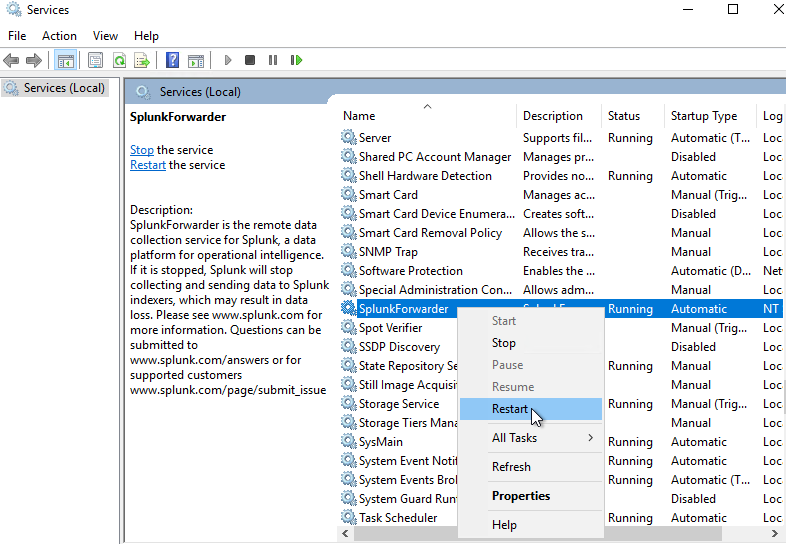 Services
File Action View Help
Services (Local)
Services (Local)
SplunkForwarder
Stop the service
Restart the service
Description:
SplunkForwarder is the remote data
collection service for Splunk, a data
platform for operational intelligence.
If it is stopped, Splunk will stop
collecting and sending data to Splunk
indexers, which may result in data
loss. Please see www.splunk.com for
more information. Questions can be
submitted to
www.splunk.com/answers or for
supported customers
www.splunk.com/page/submit_issue
Name Description Status Startup Type Log
Server Supports fil... Running Automatic (T... Loc
Shared PC Account Manager Manages pr... Disabled Loc
Shell Hardware Detection Provides no... Running Automatic Loc
Smart Card Manages ac... Manual (Trig... Loc
Smart Card Device Enumera... Creates soft... Disabled Loc
Smart Card Removal Policy Allows the s... Manual Loc
SNMP Trap Receives tra... Manual Loc
Software Protection Enables the ... Automatic (D... Net
Special Administration Con... Allows adm... Manual Loc
SplunkForwarder Running Automatic NT
Spot Verifier Manual (Trig... Loc
SSDP Discovery Disabled Loc
State Repository Se Running Manual Loc
Still Image Acquisit Manual Loc
Storage Service Running Manual (Trig... Loc
Storage Tiers Mana Manual Loc
SysMain Running Automatic Loc
System Event Notif Running Automatic Loc
System Events Brok Running Automatic (T... Loc
System Guard Runt Disabled Loc
Task Scheduler Running Automatic Loc
Start
Stop
Pause
Resume
Restart
All Tasks
Refresh
Properties
Help